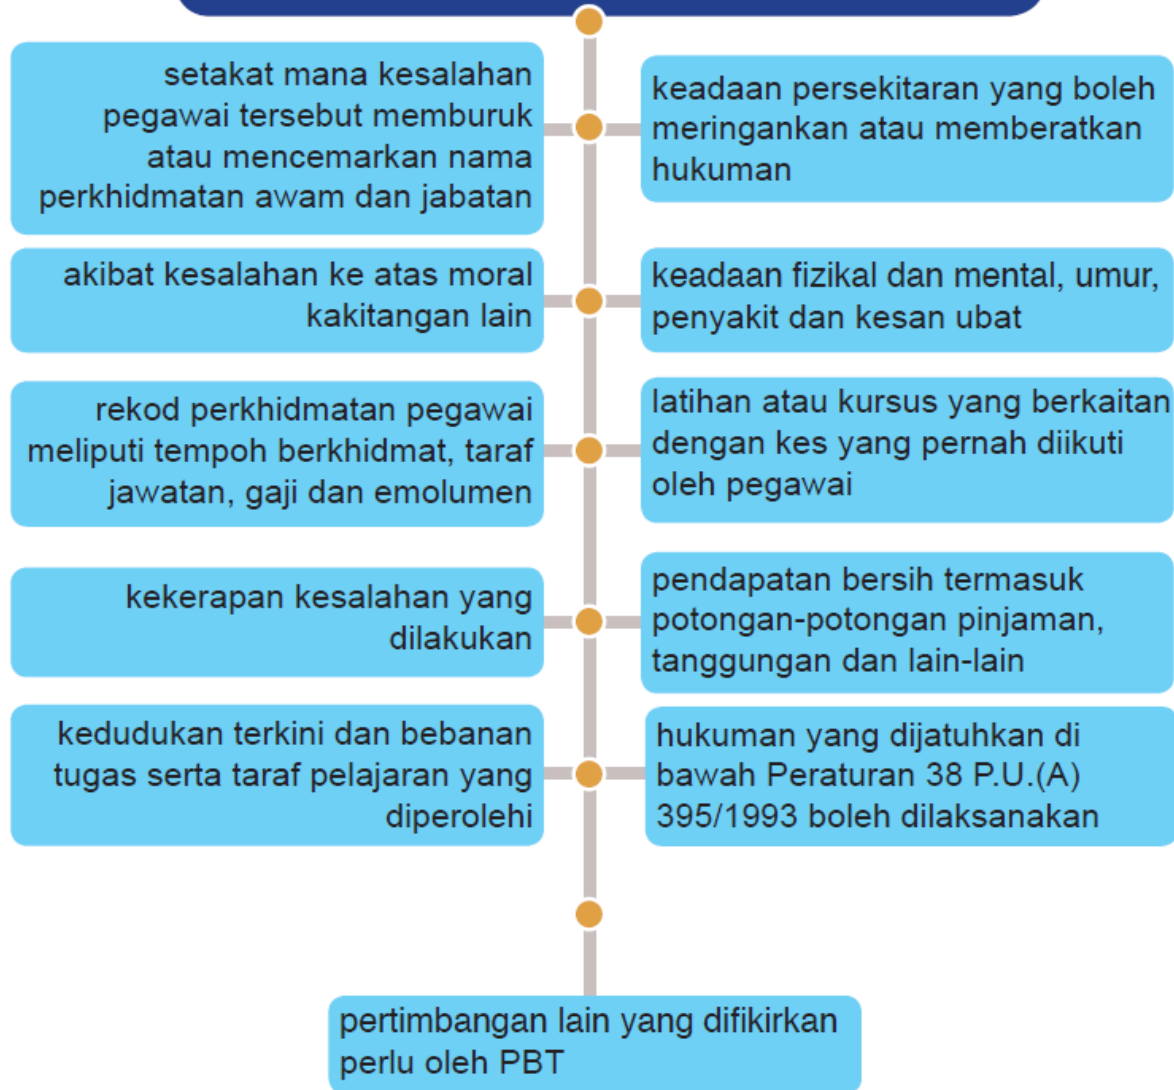 setakat mana kesalahan
pegawai tersebut memburuk
atau mencemarkan nama
perkhidmatan awam dan jabatan
keadaan persekitaran yang boleh
meringankan atau memberatkan
hukuman
akibat kesalahan ke atas moral
kakitangan lain
keadaan fizikal dan mental, umur,
penyakit dan kesan ubat
rekod perkhidmatan pegawai
meliputi tempoh berkhidmat, taraf
jawatan, gaji dan emolumen
latihan atau kursus yang berkaitan
dengan kes yang pernah diikuti
oleh pegawai
kekerapan kesalahan yang
dilakukan
pendapatan bersih termasuk
potongan-potongan pinjaman,
tanggungan dan lain-lain
kedudukan terkini dan bebanan
tugas serta taraf pelajaran yang
diperolehi
hukuman yang dijatuhkan di
bawah Peraturan 38 P.U.(A)
395/1993 boleh dilaksanakan
pertimbangan lain yang difikirkan
perlu oleh PBT